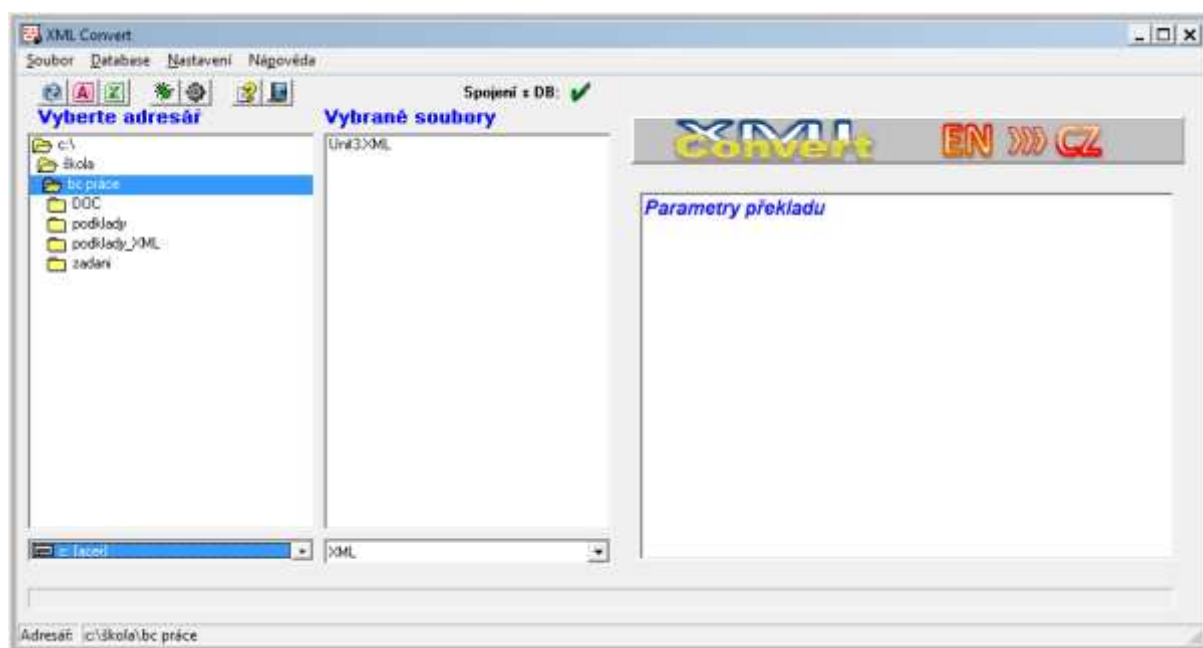 XML Convert
Soubor Database Nastavení Nápověda
Spojení s DB:
Vyberte adresář
Vybrané soubory
c:\
škola
bc práce
DOC
podklady
podklady_XML
zadani
Unit3.XML
XML Convert
EN >>> CZ
Parametry překladu
c: [acer]
XML
Adresář: c:\škola\bc práce